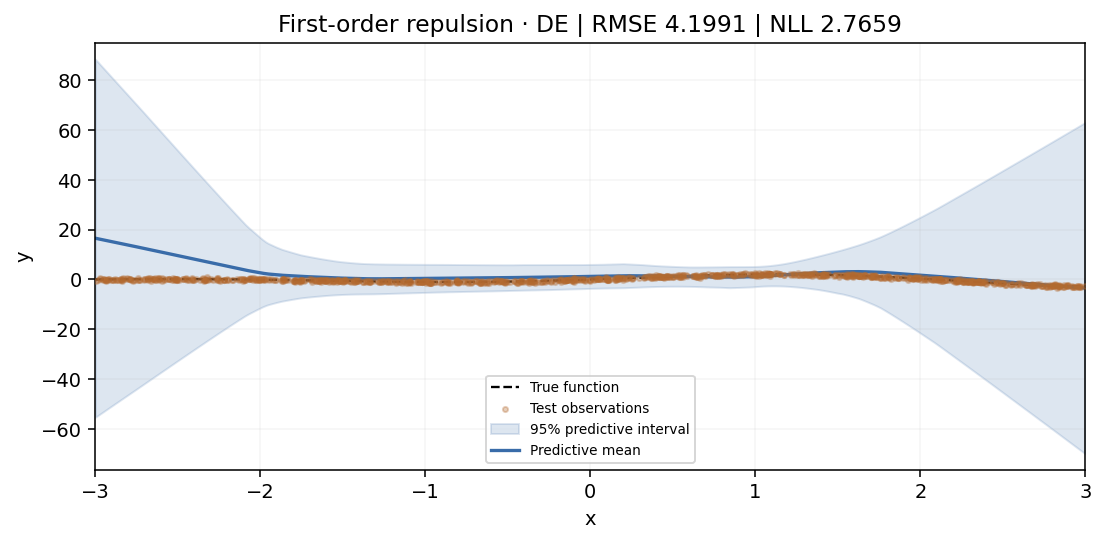 First-order repulsion · DE | RMSE 4.1991 | NLL 2.7659
y
80
60
40
20
0
−20
−40
−60
True function
Test observations
95% predictive interval
Predictive mean
−3
−2
−1
0
1
2
3
x